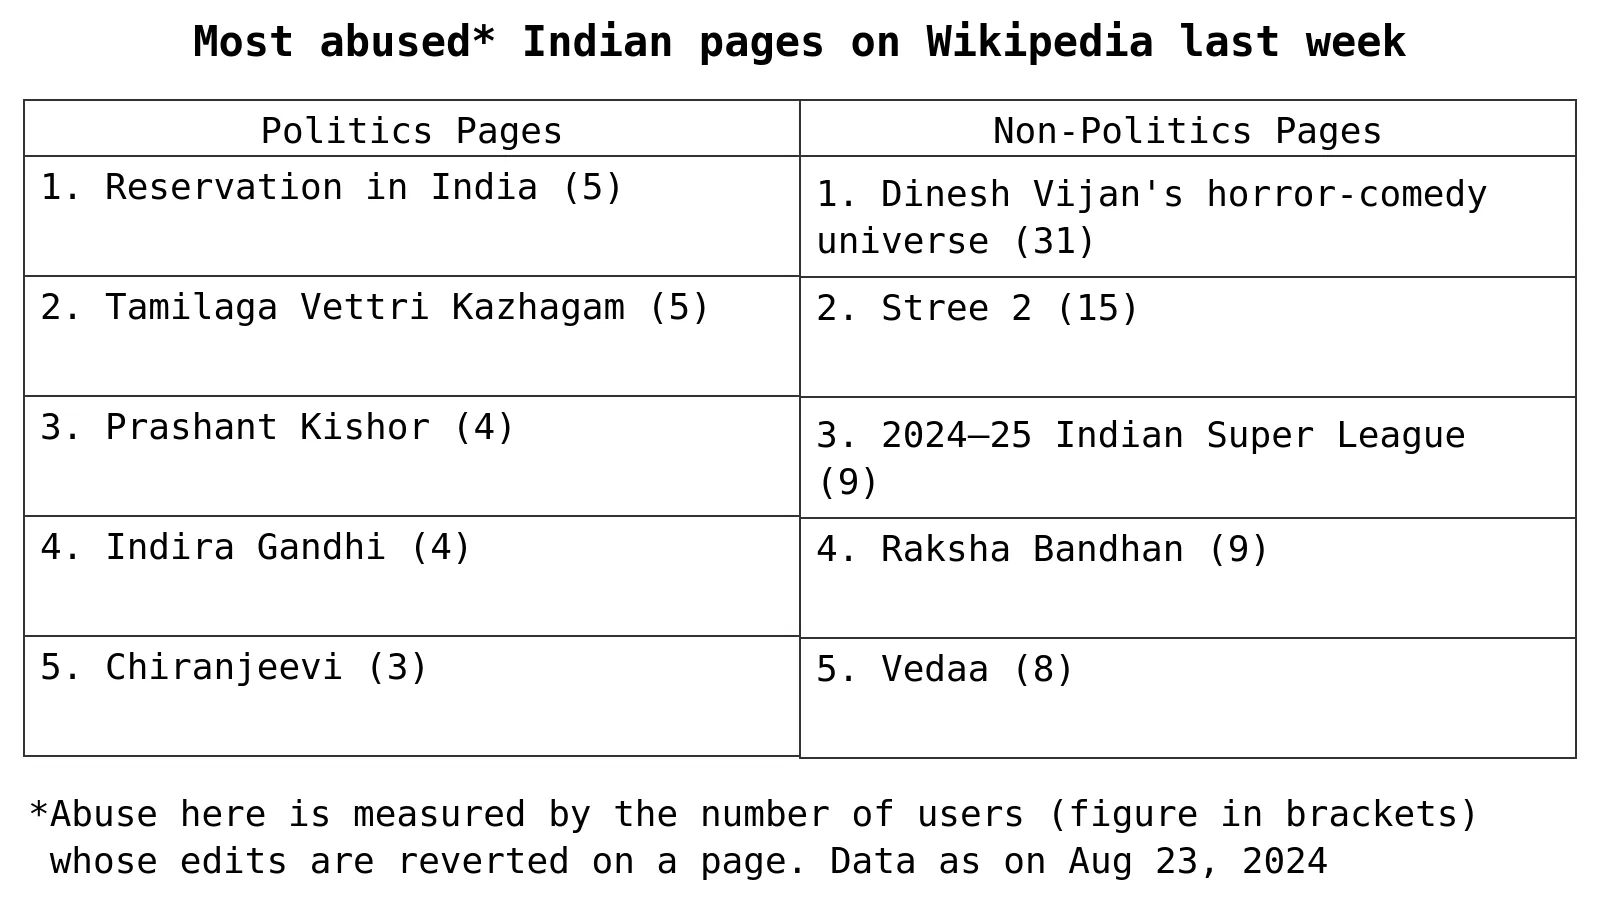 Most abused* Indian pages on Wikipedia last week
Politics Pages
1. Reservation in India (5)
2. Tamilaga Vettri Kazhagam (5)
3. Prashant Kishor (4)
4. Indira Gandhi (4)
5. Chiranjeevi (3)
Non-Politics Pages
1. Dinesh Vijan's horror-comedy
universe (31)
2. Stree 2 (15)
3. 2024–25 Indian Super League
(9)
4. Raksha Bandhan (9)
5. Vedaa (8)
*Abuse here is measured by the number of users (figure in brackets)
whose edits are reverted on a page. Data as on Aug 23, 2024